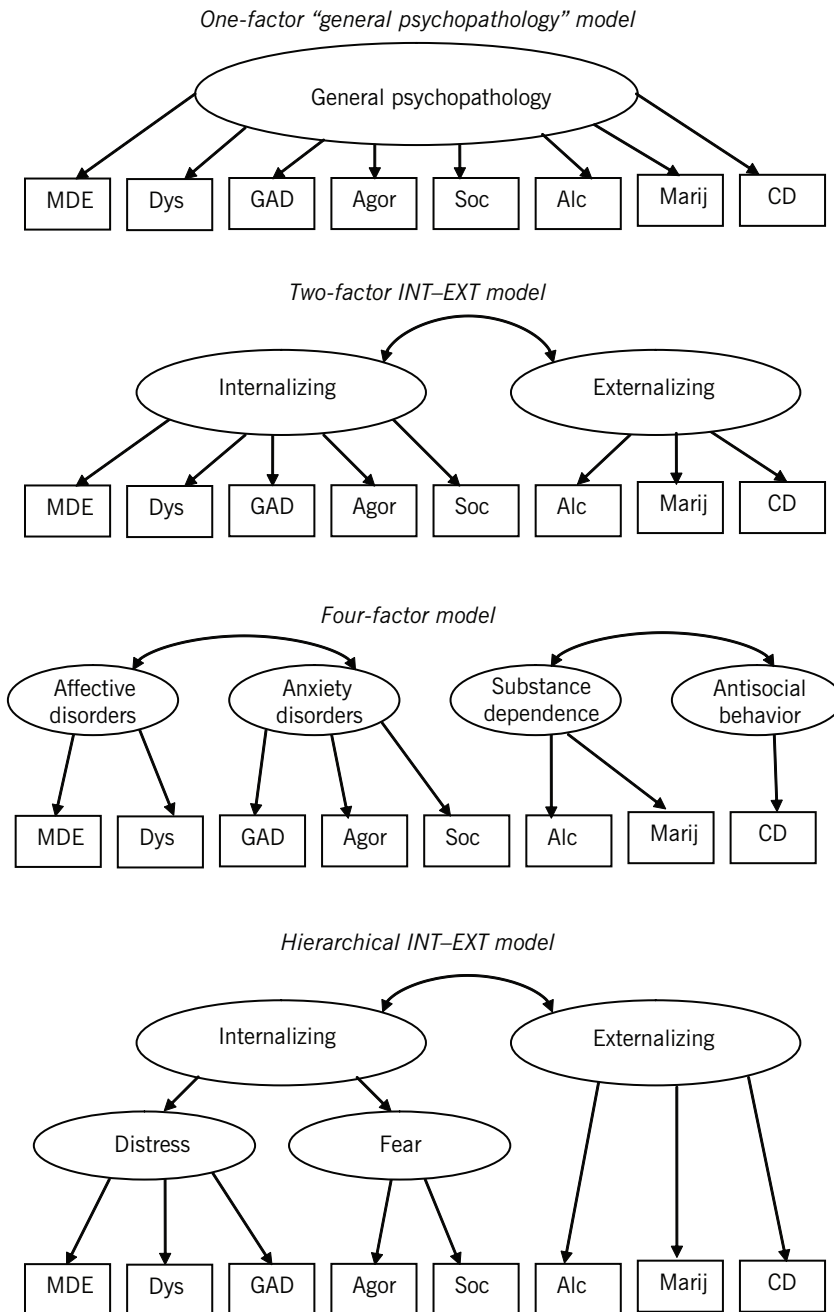 One-factor “general psychopathology” model
General psychopathology
MDE Dys GAD Agor Soc Alc Marij CD
Two-factor INT–EXT model
Internalizing Externalizing
MDE Dys GAD Agor Soc Alc Marij CD
Four-factor model
Affective disorders
Anxiety disorders
Substance dependence
Antisocial behavior
MDE Dys GAD Agor Soc Alc Marij CD
Hierarchical INT–EXT model
Internalizing Externalizing
Distress Fear
MDE Dys GAD Agor Soc Alc Marij CD